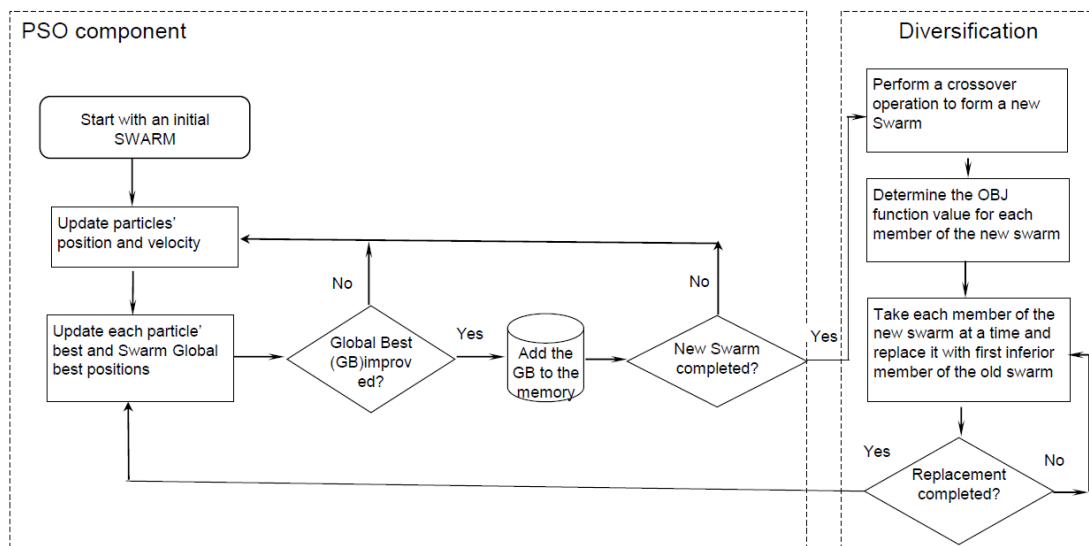 PSO component
Start with an initial
SWARM
Update particles'
position and velocity
Update each particle'
best and Swarm Global
best positions
No
Global Best
(GB)improv
ed?
Yes
Add the
GB to the
memory
No
New Swarm
completed?
Yes
Diversification
Perform a crossover
operation to form a new
Swarm
Determine the OBJ
function value for each
member of the new swarm
Take each member of the
new swarm at a time and
replace it with first inferior
member of the old swarm
Yes
Replacement
completed?
No